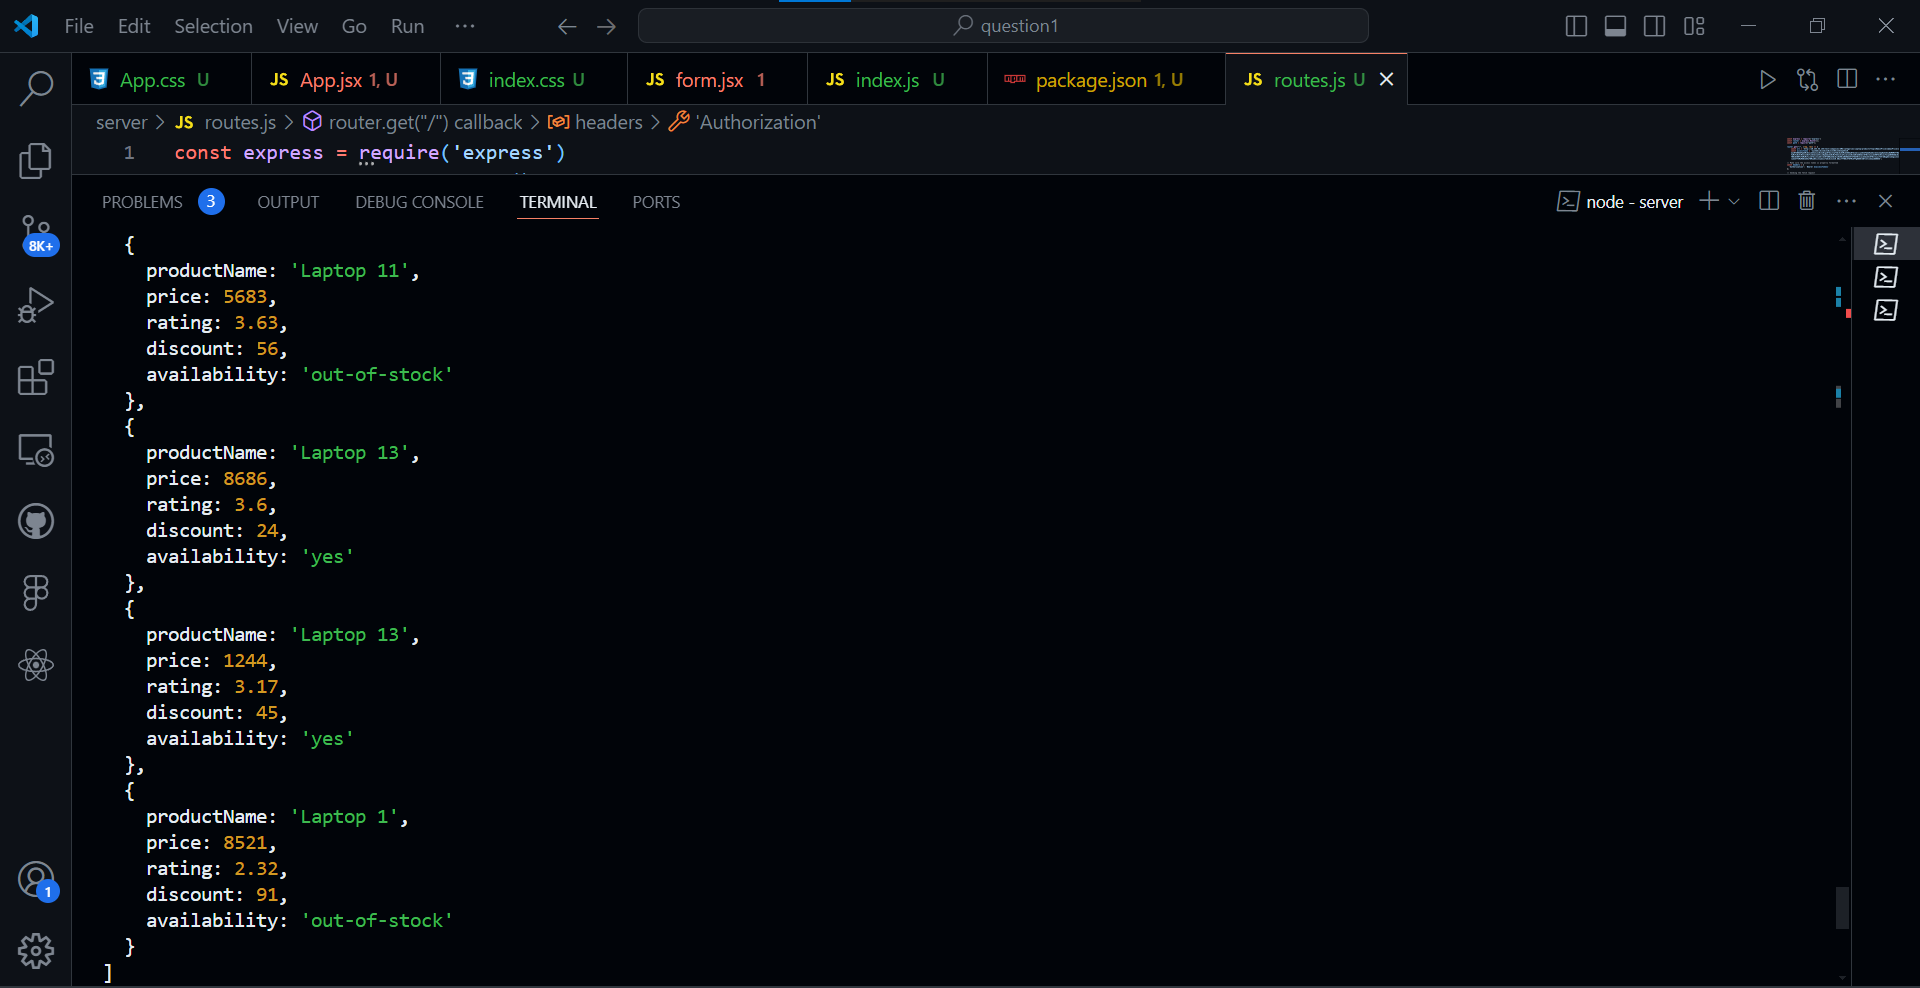 File Edit Selection View Go Run ··· question1
App.css U JS App.jsx 1, U index.css U JS form.jsx 1 JS index.js U package.json 1, U JS routes.js U
server > JS routes.js > router.get("/") callback > headers > 'Authorization'
1 const express = require('express')
PROBLEMS 3 OUTPUT DEBUG CONSOLE TERMINAL PORTS node - server
8K+
{
productName: 'Laptop 11',
price: 5683,
rating: 3.63,
discount: 56,
availability: 'out-of-stock'
},
{
productName: 'Laptop 13',
price: 8686,
rating: 3.6,
discount: 24,
availability: 'yes'
},
{
productName: 'Laptop 13',
price: 1244,
rating: 3.17,
discount: 45,
availability: 'yes'
},
{
productName: 'Laptop 1',
price: 8521,
rating: 2.32,
discount: 91,
availability: 'out-of-stock'
}
]
1